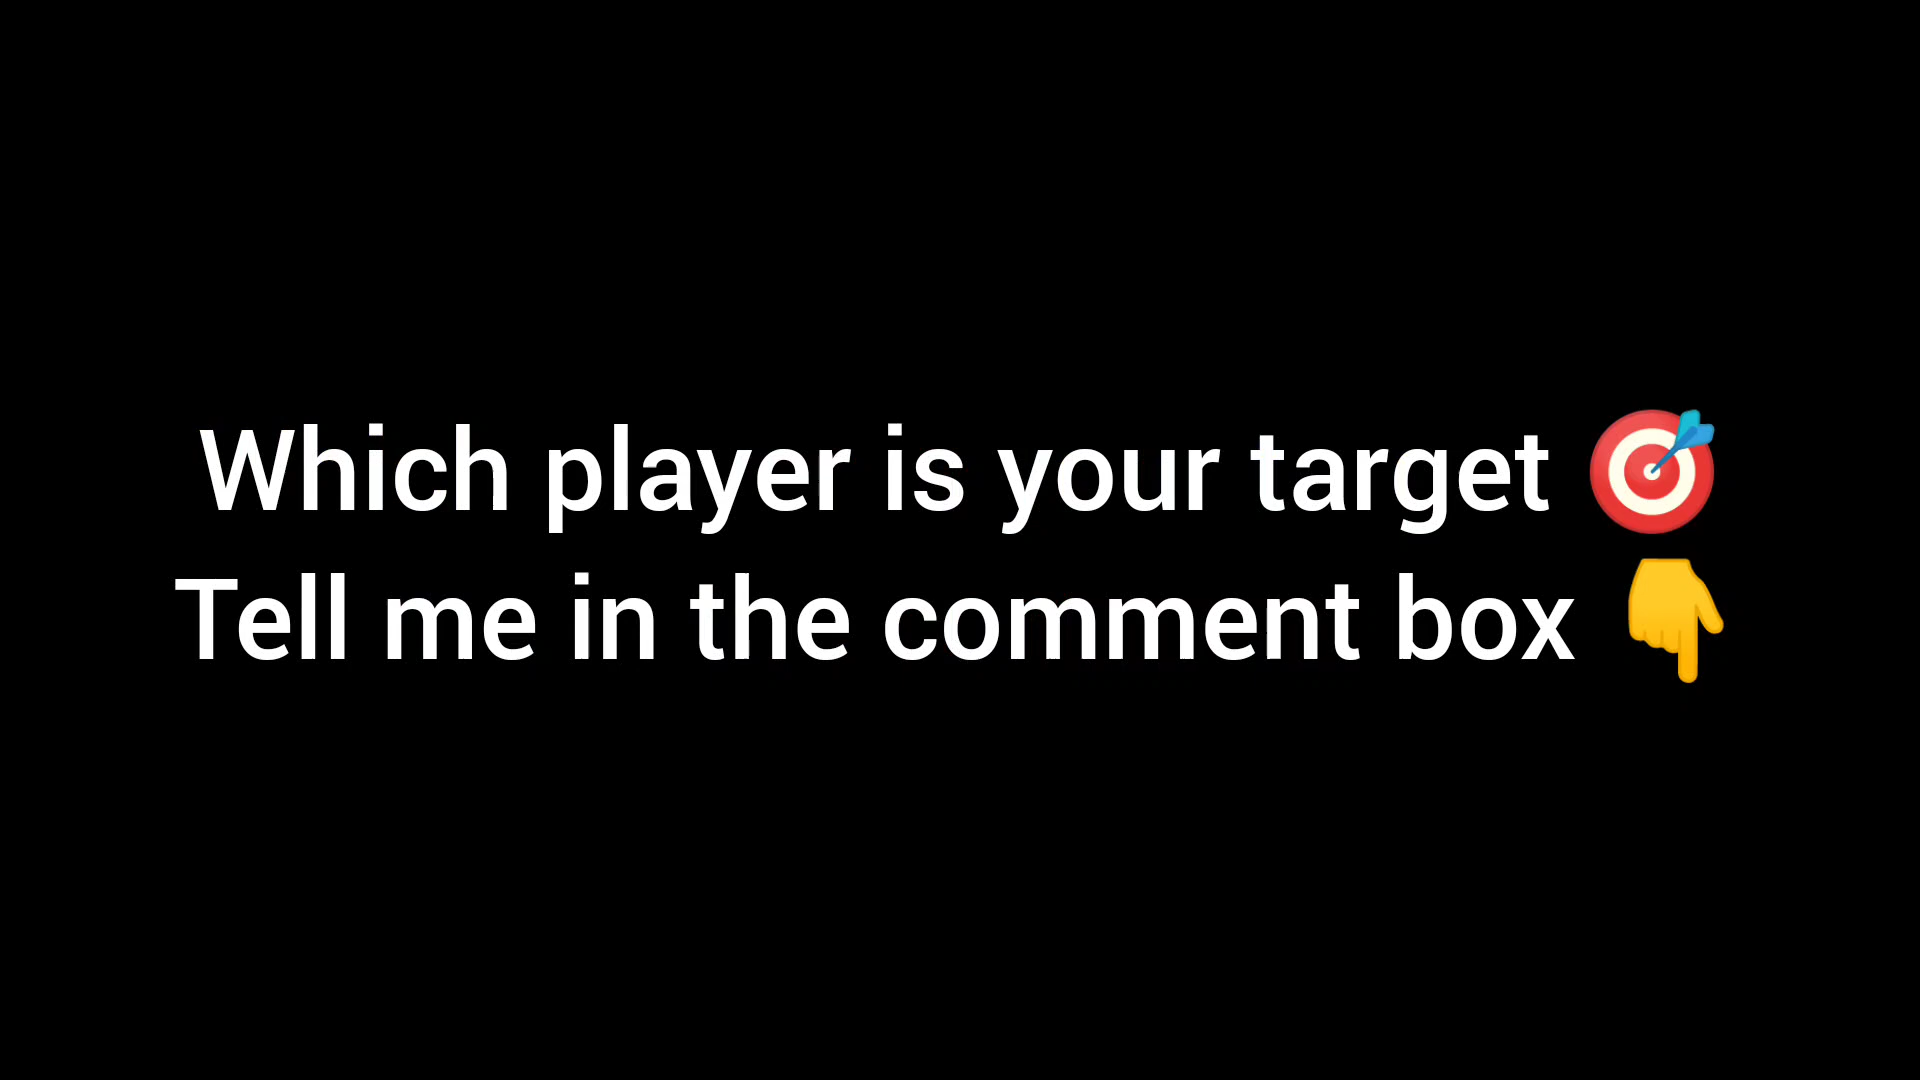 Which player is your target 🎯
Tell me in the comment box 👇